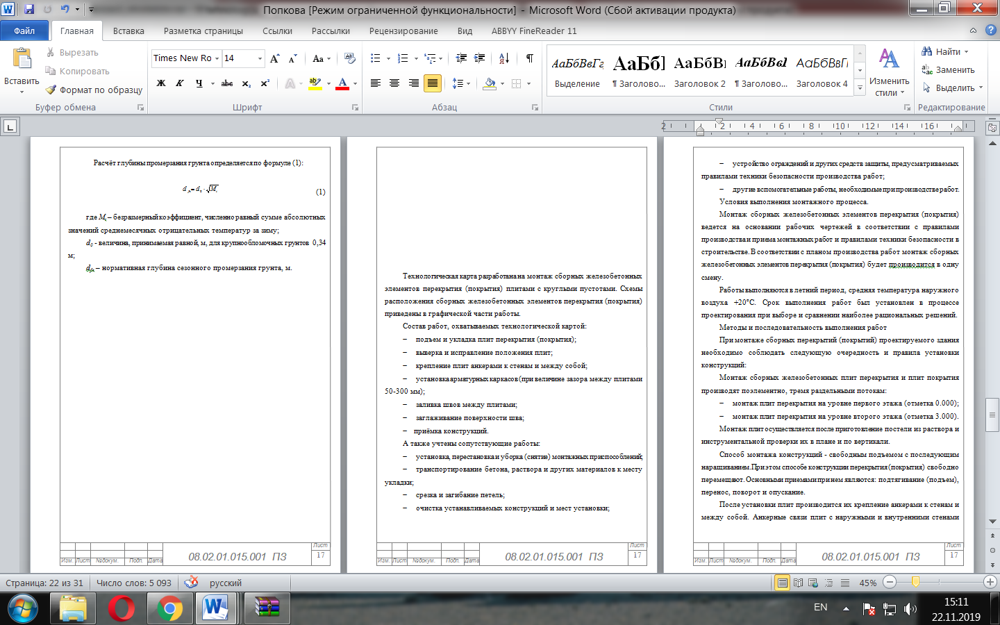 Попкова [Режим ограниченной функциональности] - Microsoft Word (Сбой активации продукта)
Файл Главная Вставка Разметка страницы Ссылки Рассылки Рецензирование Вид ABBYY FineReader 11
Вставить
Вырезать
Копировать
Формат по образцу
Буфер обмена
Times New Ro 14
Ж К Ч abc x₂ x²
Шрифт
Абзац
АаБбВвГг АаБбІ АаБбВı АаБбВвІ АаБбВвГг
Выделение ¶ Заголово... Заголовок 2 ¶ Заголово... Заголовок 4
Стили
Изменить стили
Найти
Заменить
Выделить
Редактирование
2 2 4 6 8 10 12 14 16
Расчёт глубины промерзания грунта определяется по формуле (1):
(1)
где Mt – безразмерный коэффициент, численно равный сумме абсолютных
значений среднемесячных отрицательных температур за зиму;
d0 - величина, принимаемая равной, м, для крупнообломочных грунтов 0,34
м;
dfn – нормативная глубина сезонного промерзания грунта, м.
Изм. Лист №докум. Подп. Дата
08.02.01.015.001 ПЗ
Лист
17
Технологическая карта разработана на монтаж сборных железобетонных
элементов перекрытия (покрытия) плитами с круглыми пустотами. Схемы
расположения сборных железобетонных элементов перекрытия (покрытия)
приведены в графической части работы.
Состав работ, охватываемых технологической картой:
– подъем и укладка плит перекрытия (покрытия);
– выверка и исправление положения плит;
– крепление плит анкерами к стенам и между собой;
– установка арматурных каркасов (при величине зазора между плитами
50-300 мм);
– заливка швов между плитами;
– заглаживание поверхности шва;
– приёмка конструкций.
А также учтены сопутствующие работы:
– установка, перестановка и уборка (снятие) монтажных приспособлений;
– транспортирование бетона, раствора и других материалов к месту
укладки;
– срезка и загибание петель;
– очистка устанавливаемых конструкций и мест установки;
Изм. Лист №докум. Подп. Дата
08.02.01.015.001 ПЗ
Лист
17
– устройство ограждений и других средств защиты, предусматриваемых
правилами техники безопасности производства работ;
– другие вспомогательные работы, необходимые при производстве работ.
Условия выполнения монтажного процесса.
Монтаж сборных железобетонных элементов перекрытия (покрытия)
ведется на основании рабочих чертежей в соответствии с правилами
производства и приема монтажных работ и правилами техники безопасности в
строительстве. В соответствии с планом производства работ монтаж сборных
железобетонных элементов перекрытия (покрытия) будет производится в одну
смену.
Работы выполняются в летний период, средняя температура наружного
воздуха +20°С. Срок выполнения работ был установлен в процессе
проектирования при выборе и сравнении наиболее рациональных решений.
Методы и последовательность выполнения работ
При монтаже сборных перекрытий (покрытий) проектируемого здания
необходимо соблюдать следующую очередность и правила установки
конструкций:
Монтаж сборных железобетонных плит перекрытия и плит покрытия
производят поэлементно, тремя раздельными потокам:
– монтаж плит перекрытия на уровне первого этажа (отметка 0.000);
– монтаж плит перекрытия на уровне второго этажа (отметка 3.000).
Монтаж плит осуществляется после приготовление постели из раствора и
инструментальной проверки их в плане и по вертикали.
Способ монтажа конструкций - свободным подъемом с последующим
наращиванием. При этом способе конструкции перекрытия (покрытия) свободно
перемещают. Основными приемами при нем являются: подтягивание (подъем),
перенос, поворот и опускание.
После установки плит производится их крепление анкерами к стенам и
между собой. Анкерные связи плит с наружными и внутренними стенами
Изм. Лист №докум. Подп. Дата
08.02.01.015.001 ПЗ
Лист
17
Страница: 22 из 31 Число слов: 5 093 русский 45%
EN 15:11
22.11.2019